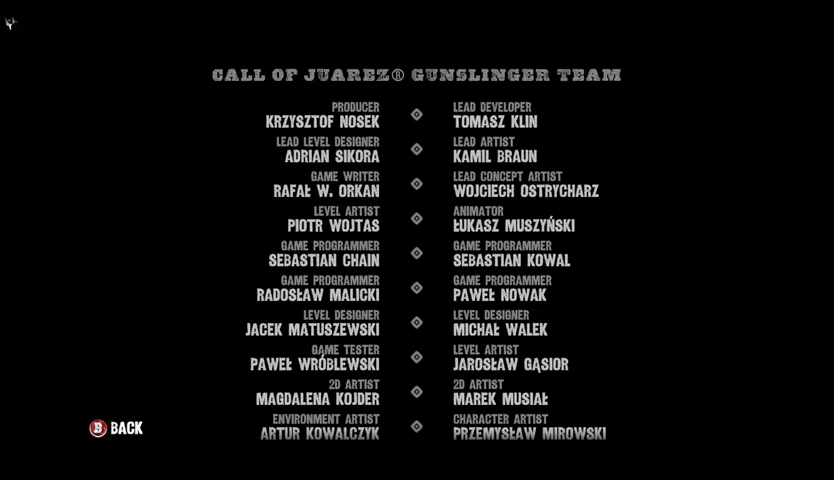 CALL OF JUAREZ® GUNSLINGER TEAM
PRODUCER LEAD DEVELOPER
KRZYSZTOF NOSEK TOMASZ KLIN
LEAD LEVEL DESIGNER LEAD ARTIST
ADRIAN SIKORA KAMIL BRAUN
GAME WRITER LEAD CONCEPT ARTIST
RAFAŁ W. ORKAN WOJCIECH OSTRYCHARZ
LEVEL ARTIST ANIMATOR
PIOTR WOJTAS ŁUKASZ MUSZYŃSKI
GAME PROGRAMMER GAME PROGRAMMER
SEBASTIAN CHAIN SEBASTIAN KOWAL
GAME PROGRAMMER GAME PROGRAMMER
RADOSŁAW MALICKI PAWEŁ NOWAK
LEVEL DESIGNER LEVEL DESIGNER
JACEK MATUSZEWSKI MICHAŁ WALEK
GAME TESTER LEVEL ARTIST
PAWEŁ WRÓBLEWSKI JAROSŁAW GĄSIOR
2D ARTIST 2D ARTIST
MAGDALENA KOJDER MAREK MUSIAŁ
ENVIRONMENT ARTIST CHARACTER ARTIST
ARTUR KOWALCZYK PRZEMYSŁAW MIROWSKI
B BACK